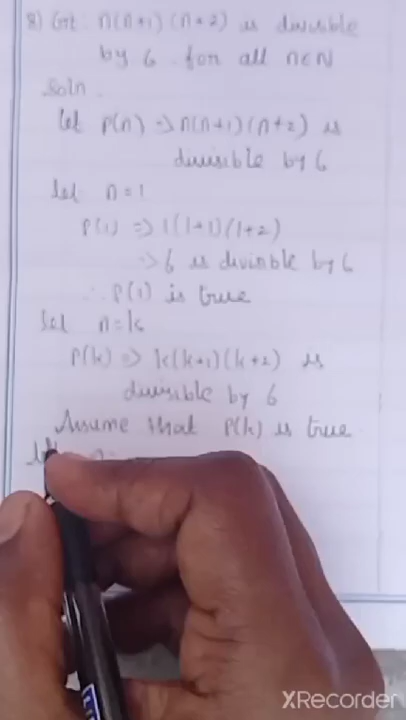 8) Gt: n(n+1)(n+2) is divisible
by 6 for all n∈N
Soln.
Let P(n) => n(n+1)(n+2) is
divisible by 6
let n=1
P(1) => 1(1+1)(1+2)
=> 6 is divisible by 6
∴ P(1) is true
Let n=k
P(k) => k(k+1)(k+2) is
divisible by 6
Assume that P(k) is true
XRecorder